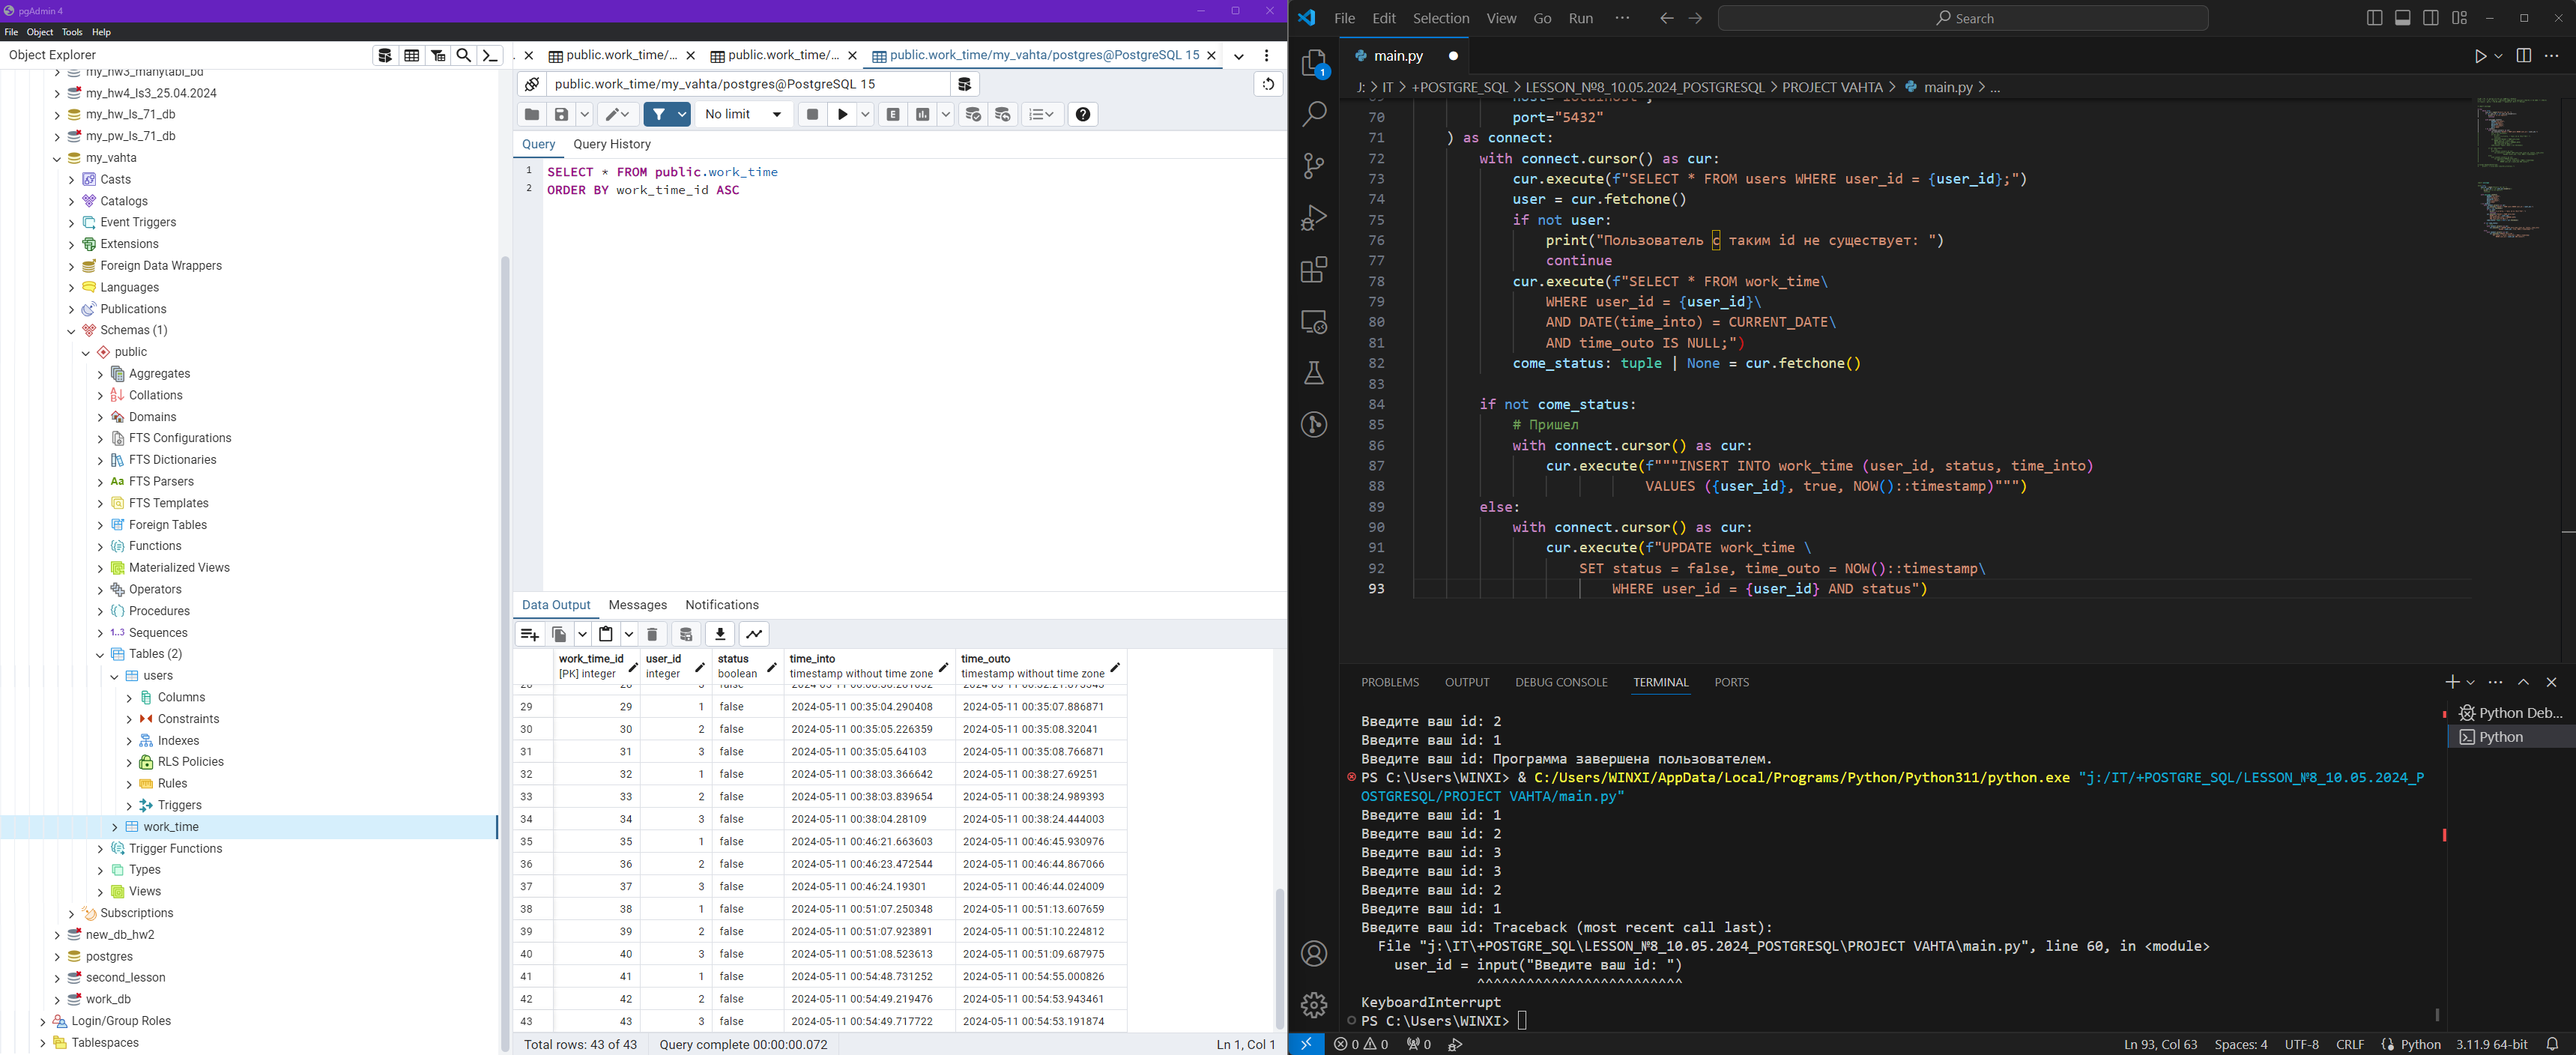 pgAdmin 4
File Object Tools Help
Object Explorer
my_hw3_manytabl_bd
my_hw4_ls3_25.04.2024
my_hw_ls_71_db
my_pw_ls_71_db
my_vahta
Casts
Catalogs
Event Triggers
Extensions
Foreign Data Wrappers
Languages
Publications
Schemas (1)
public
Aggregates
Collations
Domains
FTS Configurations
FTS Dictionaries
FTS Parsers
FTS Templates
Foreign Tables
Functions
Materialized Views
Operators
Procedures
Sequences
Tables (2)
users
Columns
Constraints
Indexes
RLS Policies
Rules
Triggers
work_time
Trigger Functions
Types
Views
Subscriptions
new_db_hw2
postgres
second_lesson
work_db
Login/Group Roles
Tablespaces
public.work_time/... public.work_time/... public.work_time/my_vahta/postgres@PostgreSQL 15
public.work_time/my_vahta/postgres@PostgreSQL 15
No limit
Query Query History
1 SELECT * FROM public.work_time
2 ORDER BY work_time_id ASC
Data Output Messages Notifications
work_time_id user_id status time_into time_outo
[PK] integer integer boolean timestamp without time zone timestamp without time zone
29 29 1 false 2024-05-11 00:35:04.290408 2024-05-11 00:35:07.886871
30 30 2 false 2024-05-11 00:35:05.226359 2024-05-11 00:35:08.32041
31 31 3 false 2024-05-11 00:35:05.64103 2024-05-11 00:35:08.766871
32 32 1 false 2024-05-11 00:38:03.366642 2024-05-11 00:38:27.69251
33 33 2 false 2024-05-11 00:38:03.839654 2024-05-11 00:38:24.989393
34 34 3 false 2024-05-11 00:38:04.28109 2024-05-11 00:38:24.444003
35 35 1 false 2024-05-11 00:46:21.663603 2024-05-11 00:46:45.930976
36 36 2 false 2024-05-11 00:46:23.472544 2024-05-11 00:46:44.867066
37 37 3 false 2024-05-11 00:46:24.19301 2024-05-11 00:46:44.024009
38 38 1 false 2024-05-11 00:51:07.250348 2024-05-11 00:51:13.607659
39 39 2 false 2024-05-11 00:51:07.923891 2024-05-11 00:51:10.224812
40 40 3 false 2024-05-11 00:51:08.523613 2024-05-11 00:51:09.687975
41 41 1 false 2024-05-11 00:54:48.731252 2024-05-11 00:54:55.000826
42 42 2 false 2024-05-11 00:54:49.219476 2024-05-11 00:54:53.943461
43 43 3 false 2024-05-11 00:54:49.717722 2024-05-11 00:54:53.191874
Total rows: 43 of 43 Query complete 00:00:00.072 Ln 1, Col 1
File Edit Selection View Go Run ··· Search
main.py
J: > IT > +POSTGRE_SQL > LESSON_№8_10.05.2024_POSTGRESQL > PROJECT VAHTA > main.py > ...
69 host="localhost",
70 port="5432"
71 ) as connect:
72 with connect.cursor() as cur:
73 cur.execute(f"SELECT * FROM users WHERE user_id = {user_id};")
74 user = cur.fetchone()
75 if not user:
76 print("Пользователь с таким id не существует: ")
77 continue
78 cur.execute(f"SELECT * FROM work_time\
79 WHERE user_id = {user_id}\
80 AND DATE(time_into) = CURRENT_DATE\
81 AND time_outo IS NULL;")
82 come_status: tuple | None = cur.fetchone()
83
84 if not come_status:
85 # Пришел
86 with connect.cursor() as cur:
87 cur.execute(f"""INSERT INTO work_time (user_id, status, time_into)
88 VALUES ({user_id}, true, NOW()::timestamp)""")
89 else:
90 with connect.cursor() as cur:
91 cur.execute(f"UPDATE work_time \
92 SET status = false, time_outo = NOW()::timestamp\
93 WHERE user_id = {user_id} AND status")
PROBLEMS OUTPUT DEBUG CONSOLE TERMINAL PORTS
Python Deb...
Python
Введите ваш id: 2
Введите ваш id: 1
Введите ваш id: Программа завершена пользователем.
PS C:\Users\WINXI> & C:/Users/WINXI/AppData/Local/Programs/Python/Python311/python.exe "j:/IT/+POSTGRE_SQL/LESSON_№8_10.05.2024_P
OSTGRESQL/PROJECT VAHTA/main.py"
Введите ваш id: 1
Введите ваш id: 2
Введите ваш id: 3
Введите ваш id: 3
Введите ваш id: 2
Введите ваш id: 1
Введите ваш id: Traceback (most recent call last):
File "j:\IT\+POSTGRE_SQL\LESSON_№8_10.05.2024_POSTGRESQL\PROJECT VAHTA\main.py", line 60, in <module>
user_id = input("Введите ваш id: ")
^^^^^^^^^^^^^^^^^^^^^^^^^
KeyboardInterrupt
PS C:\Users\WINXI>
0 0 0 Ln 93, Col 63 Spaces: 4 UTF-8 CRLF Python 3.11.9 64-bit